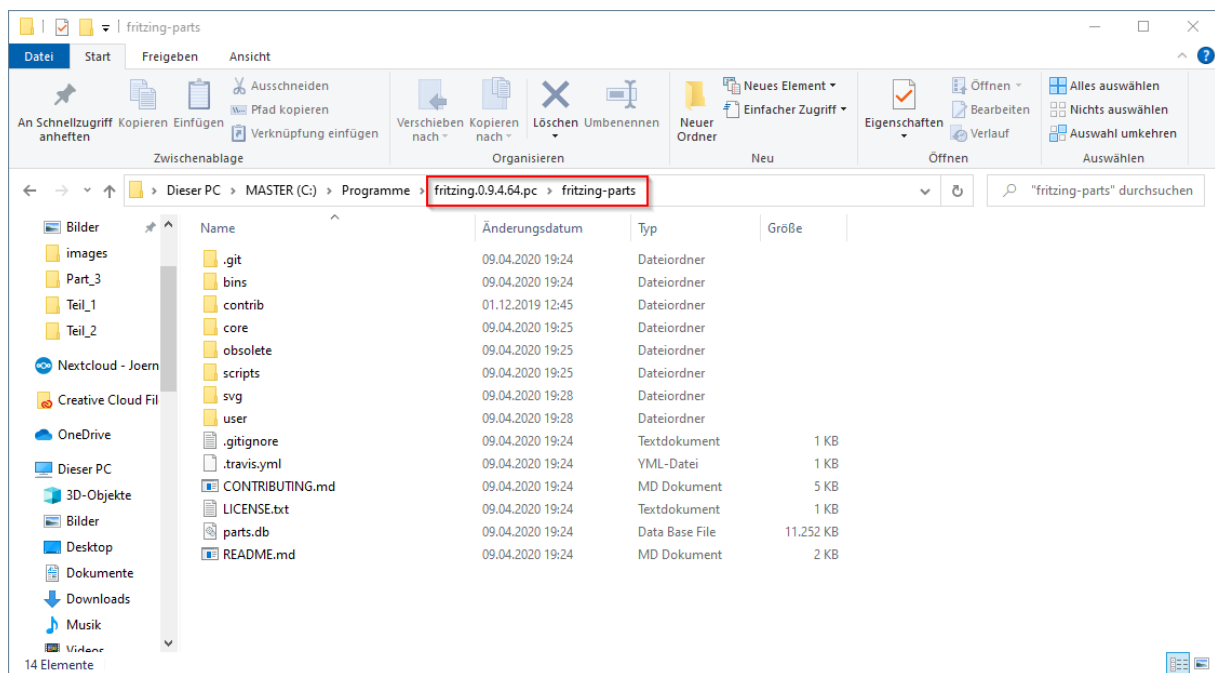 fritzing-parts
Datei Start Freigeben Ansicht
An Schnellzugriff anheften
Kopieren
Einfügen
Ausschneiden
Pfad kopieren
Verknüpfung einfügen
Zwischenablage
Verschieben nach
Kopieren nach
Löschen
Umbenennen
Organisieren
Neuer Ordner
Neues Element
Einfacher Zugriff
Neu
Eigenschaften
Öffnen
Bearbeiten
Verlauf
Öffnen
Alles auswählen
Nichts auswählen
Auswahl umkehren
Auswählen
Dieser PC > MASTER (C:) > Programme > fritzing.0.9.4.64.pc > fritzing-parts
"fritzing-parts" durchsuchen
Bilder
images
Part_3
Teil_1
Teil_2
Nextcloud - Joern
Creative Cloud Fil
OneDrive
Dieser PC
3D-Objekte
Bilder
Desktop
Dokumente
Downloads
Musik
Videos
Name Änderungsdatum Typ Größe
.git 09.04.2020 19:24 Dateiordner
bins 09.04.2020 19:24 Dateiordner
contrib 01.12.2019 12:45 Dateiordner
core 09.04.2020 19:25 Dateiordner
obsolete 09.04.2020 19:25 Dateiordner
scripts 09.04.2020 19:25 Dateiordner
svg 09.04.2020 19:28 Dateiordner
user 09.04.2020 19:28 Dateiordner
.gitignore 09.04.2020 19:24 Textdokument 1 KB
.travis.yml 09.04.2020 19:24 YML-Datei 1 KB
CONTRIBUTING.md 09.04.2020 19:24 MD Dokument 5 KB
LICENSE.txt 09.04.2020 19:24 Textdokument 1 KB
parts.db 09.04.2020 19:24 Data Base File 11.252 KB
README.md 09.04.2020 19:24 MD Dokument 2 KB
14 Elemente